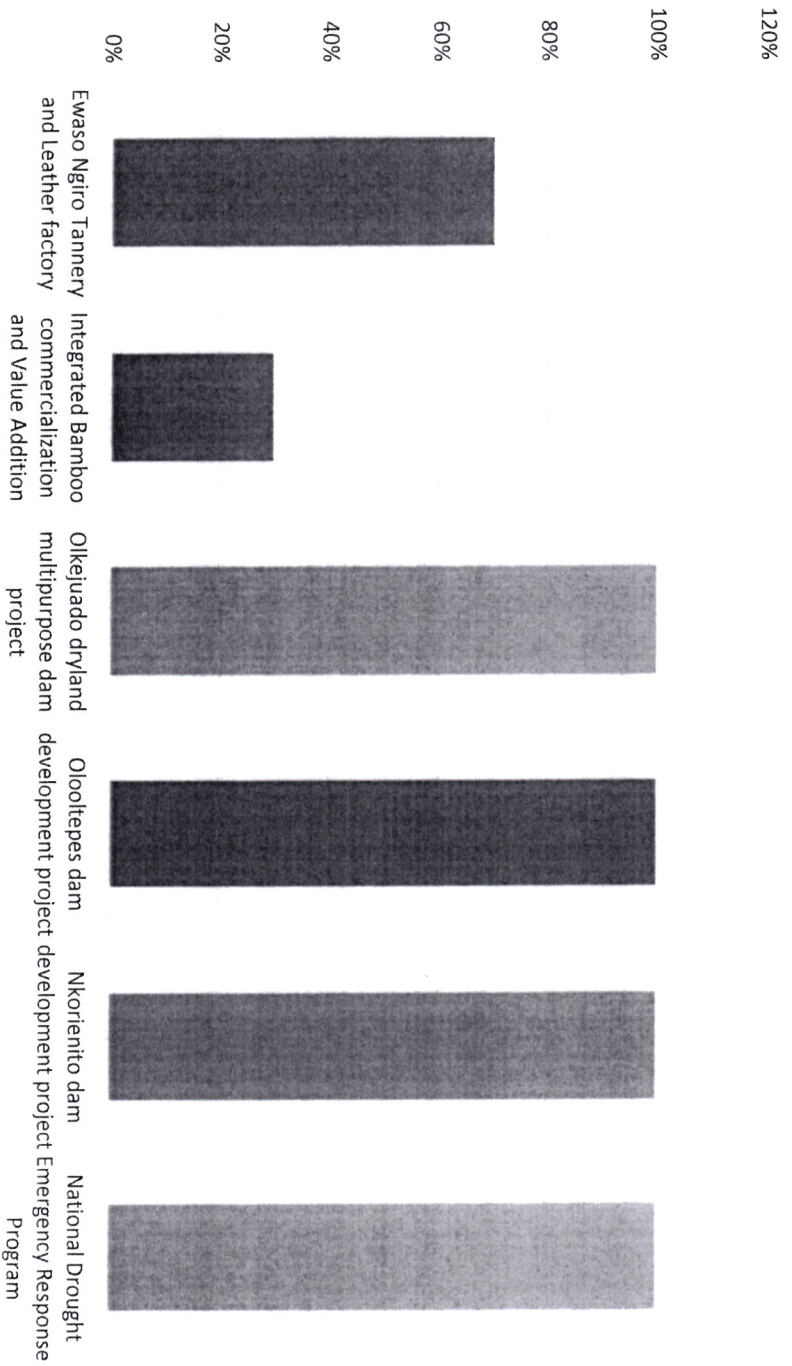 120%
100%
80%
60%
40%
20%
0%
Ewaso Ngiro Tannery
and Leather factory
Integrated Bamboo
commercialization
and Value Addition
Olkejuado dryland
multipurpose dam
project
Olooltepes dam
development project
Nkorienito dam
development project
National Drought
Emergency Response
Program